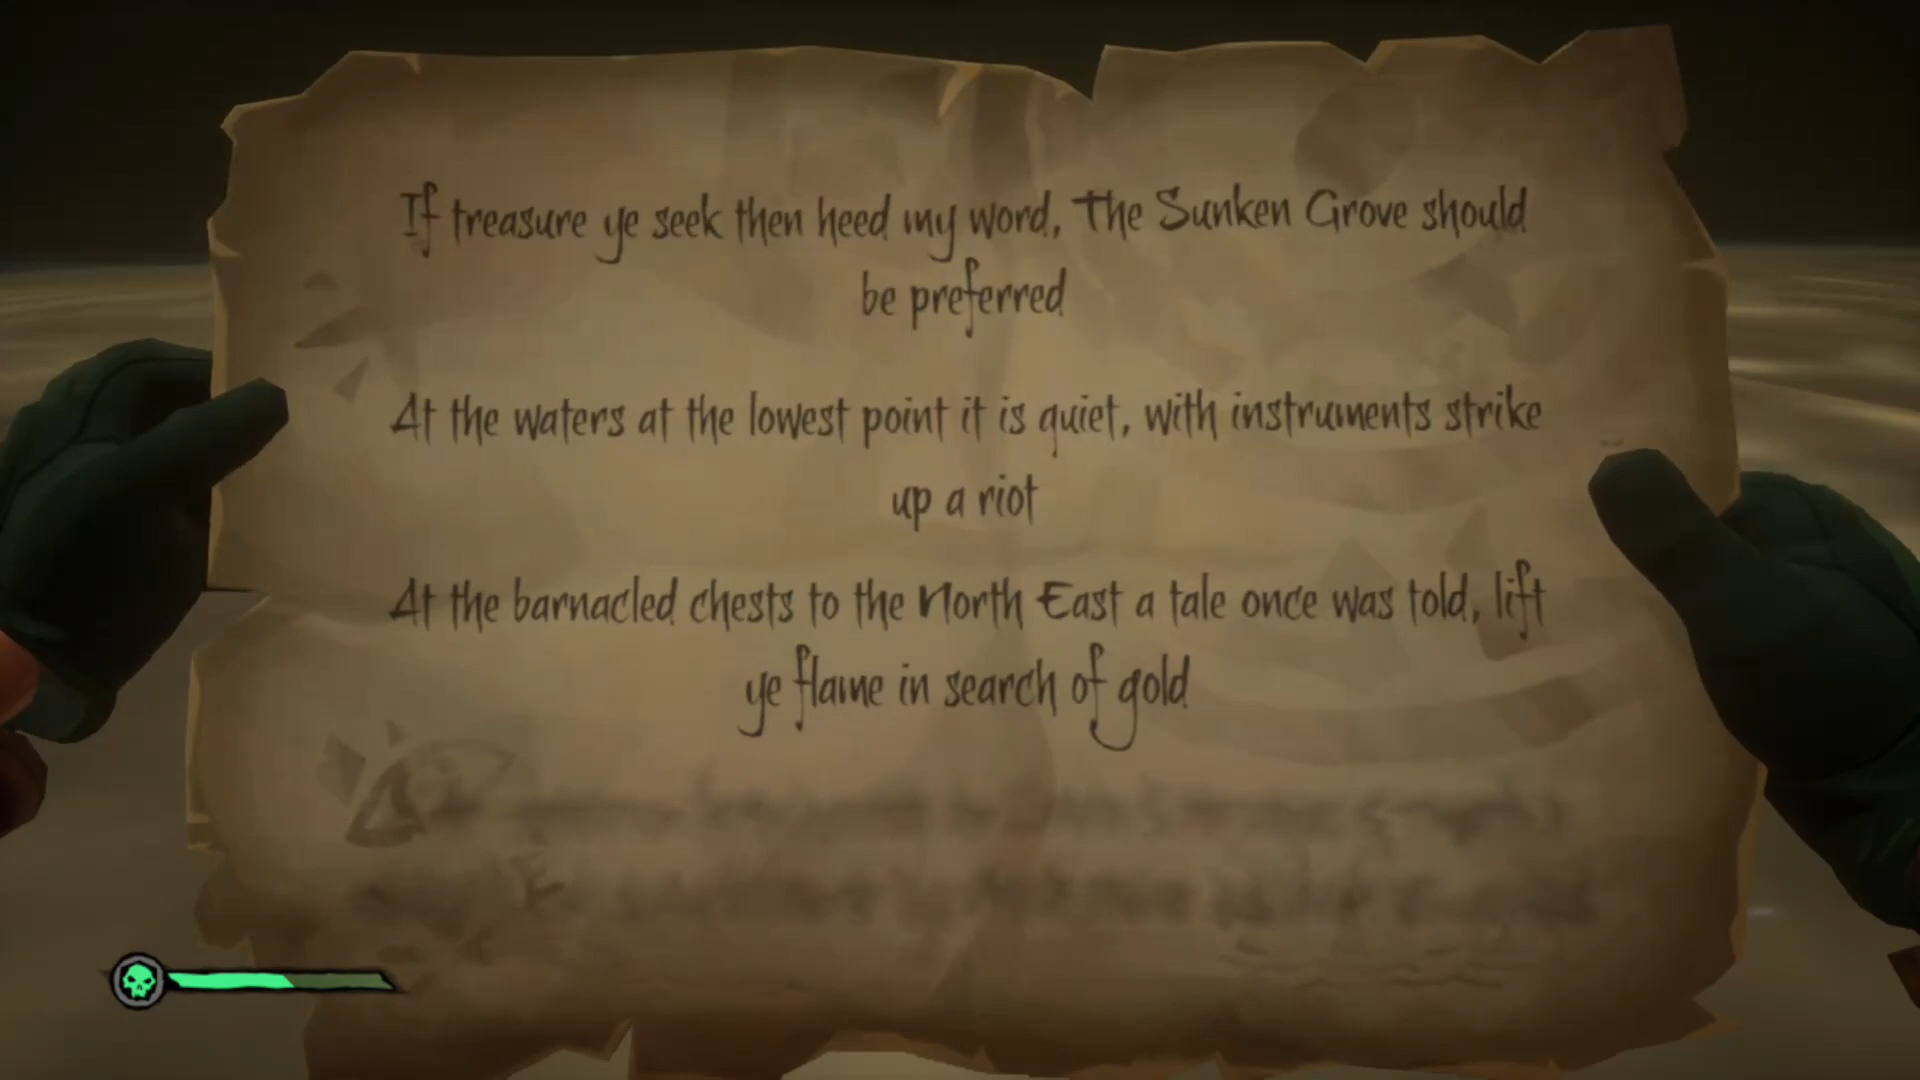 If treasure ye seek then heed my word, The Sunken Grove should
be preferred
At the waters at the lowest point it is quiet, with instruments strike
up a riot
At the barnacled chests to the North East a tale once was told, lift
ye flame in search of gold